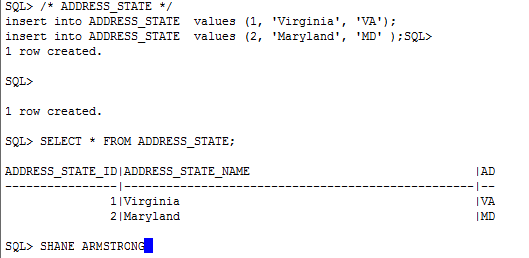 SQL> /* ADDRESS_STATE */
insert into ADDRESS_STATE  values (1, 'Virginia', 'VA');
insert into ADDRESS_STATE  values (2, 'Maryland', 'MD' );SQL>
1 row created.
SQL>
1 row created.
SQL> SELECT * FROM ADDRESS_STATE;
ADDRESS_STATE_ID|ADDRESS_STATE_NAME                                |AD
----------------|--------------------------------------------------|--
               1|Virginia                                          |VA
               2|Maryland                                          |MD
SQL> SHANE ARMSTRONG